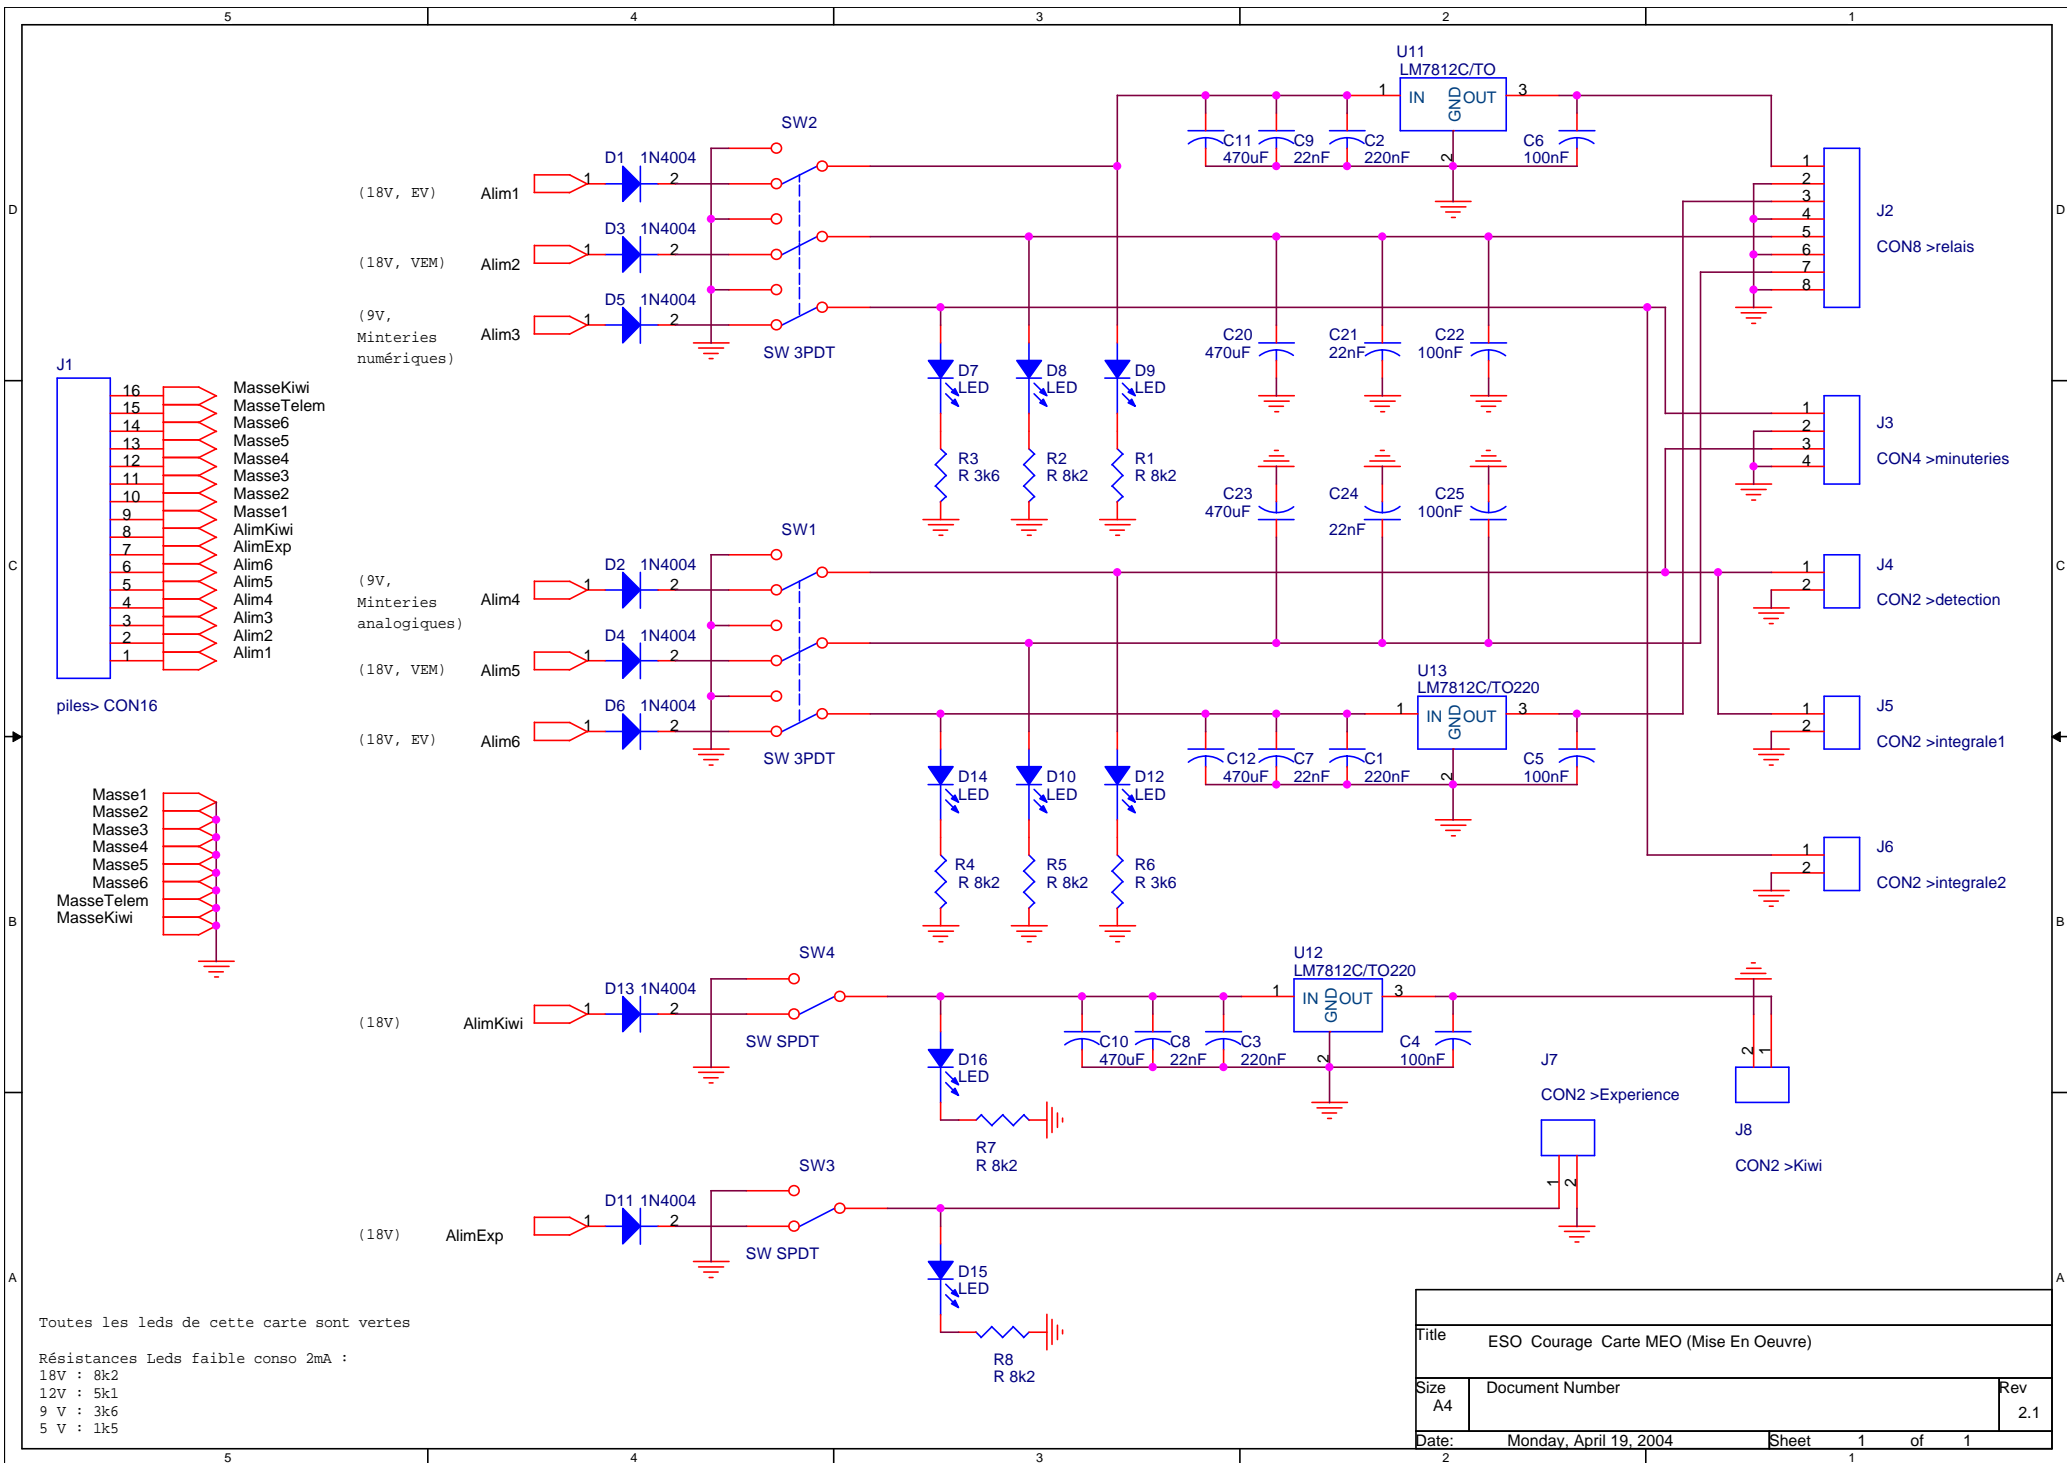 5 4 3 2 1
U11
LM7812C/TO
1 IN GND OUT 3
2
C11
470uF
C9
22nF
C2
220nF
C6
100nF
SW2
D1 1N4004
(18V, EV) Alim1 1 2
D3 1N4004
(18V, VEM) Alim2 1 2
D5 1N4004
(9V,
Minteries
numériques)
Alim3 1 2
SW 3PDT
1
2
3
4
5
6
7
8
J2
CON8 >relais
D D
C20
470uF
C21
22nF
C22
100nF
D7
LED
D8
LED
D9
LED
R3
R 3k6
R2
R 8k2
R1
R 8k2
C23
470uF
C24
22nF
C25
100nF
1
2
3
4
J3
CON4 >minuteries
J1
16 MasseKiwi
15 MasseTelem
14 Masse6
13 Masse5
12 Masse4
11 Masse3
10 Masse2
9 Masse1
8 AlimKiwi
7 AlimExp
6 Alim6
5 Alim5
4 Alim4
3 Alim3
2 Alim2
1 Alim1
piles> CON16
C C
SW1
D2 1N4004
(9V,
Minteries
analogiques)
Alim4 1 2
D4 1N4004
(18V, VEM) Alim5 1 2
D6 1N4004
(18V, EV) Alim6 1 2
SW 3PDT
1
2
J4
CON2 >detection
U13
LM7812C/TO220
1 IN GND OUT 3
2
C12
470uF
C7
22nF
C1
220nF
C5
100nF
1
2
J5
CON2 >integrale1
D14
LED
D10
LED
D12
LED
R4
R 8k2
R5
R 8k2
R6
R 3k6
1
2
J6
CON2 >integrale2
Masse1
Masse2
Masse3
Masse4
Masse5
Masse6
MasseTelem
MasseKiwi
B B
SW4
D13 1N4004
(18V) AlimKiwi 1 2
SW SPDT
U12
LM7812C/TO220
1 IN GND OUT 3
2
C10
470uF
C8
22nF
C3
220nF
C4
100nF
D16
LED
R7
R 8k2
J7
CON2 >Experience
1 2
2 1
J8
CON2 >Kiwi
SW3
D11 1N4004
(18V) AlimExp 1 2
SW SPDT
D15
LED
R8
R 8k2
A A
Toutes les leds de cette carte sont vertes
Résistances Leds faible conso 2mA :
18V : 8k2
12V : 5k1
9 V : 3k6
5 V : 1k5
Title
ESO Courage Carte MEO (Mise En Oeuvre)
Size Document Number Rev
A4 2.1
Date: Monday, April 19, 2004 Sheet 1 of 1
5 4 3 2 1